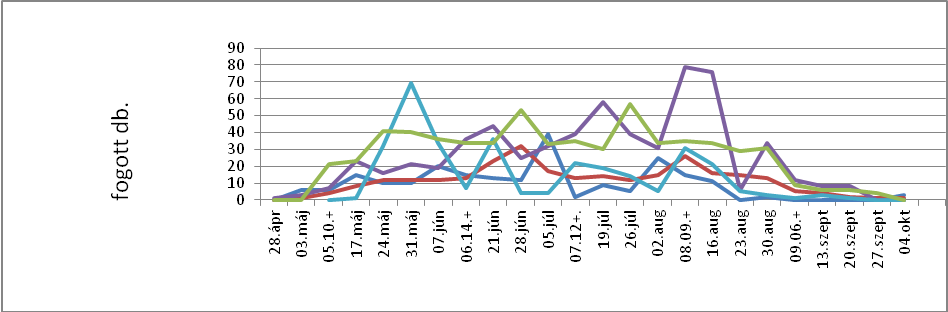 fogott db.
90
80
70
60
50
40
30
20
10
0
28.ápr
03.máj
05.10.+
17.máj
24.máj
31.máj
07.jún
06.14.+
21.jún
28.jún
05.júl
07.12+.
19.júl
26.júl
02.aug
08.09.+
16.aug
23.aug
30.aug
09.06.+
13.szept
20.szept
27.szept
04.okt